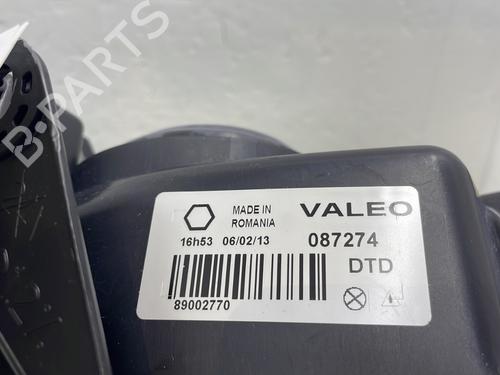 B-PARTS
MADE IN
ROMANIA
VALEO
16h53 06/02/13
087274
DTD
89002770